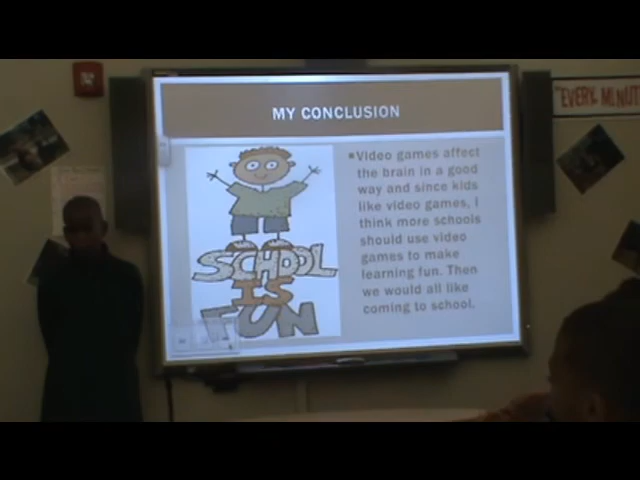 MY CONCLUSION
SCHOOL
IS
FUN
Video games affect
the brain in a good
way and since kids
like video games, I
think more schools
should use video
games to make
learning fun. Then
we would all like
coming to school.
"EVERY MINUT